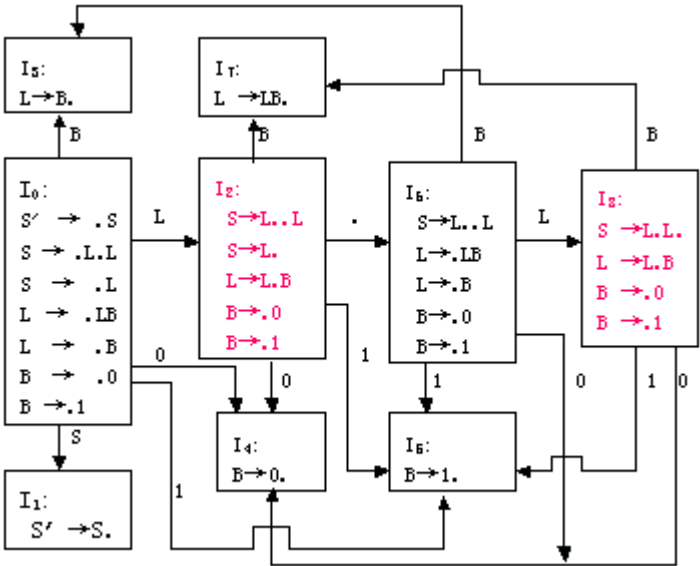 I₃:
L→B.
I₇:
L →LB.
B
B
B
B
I₀:
S′ → .S
S → .L.L
S → .L
L → .LB
L → .B
B → .0
B →.1
L
I₂:
S→L..L
S→L.
L→L.B
B→.0
B→.1
.
I₆:
S→L..L
L→.LB
L→.B
B→.0
B→.1
L
I₈:
S →L.L.
L →L.B
B →.0
B →.1
0
1
0
1
0
1
0
S
1
I₁:
S′ →S.
I₄:
B→0.
I₅:
B→1.